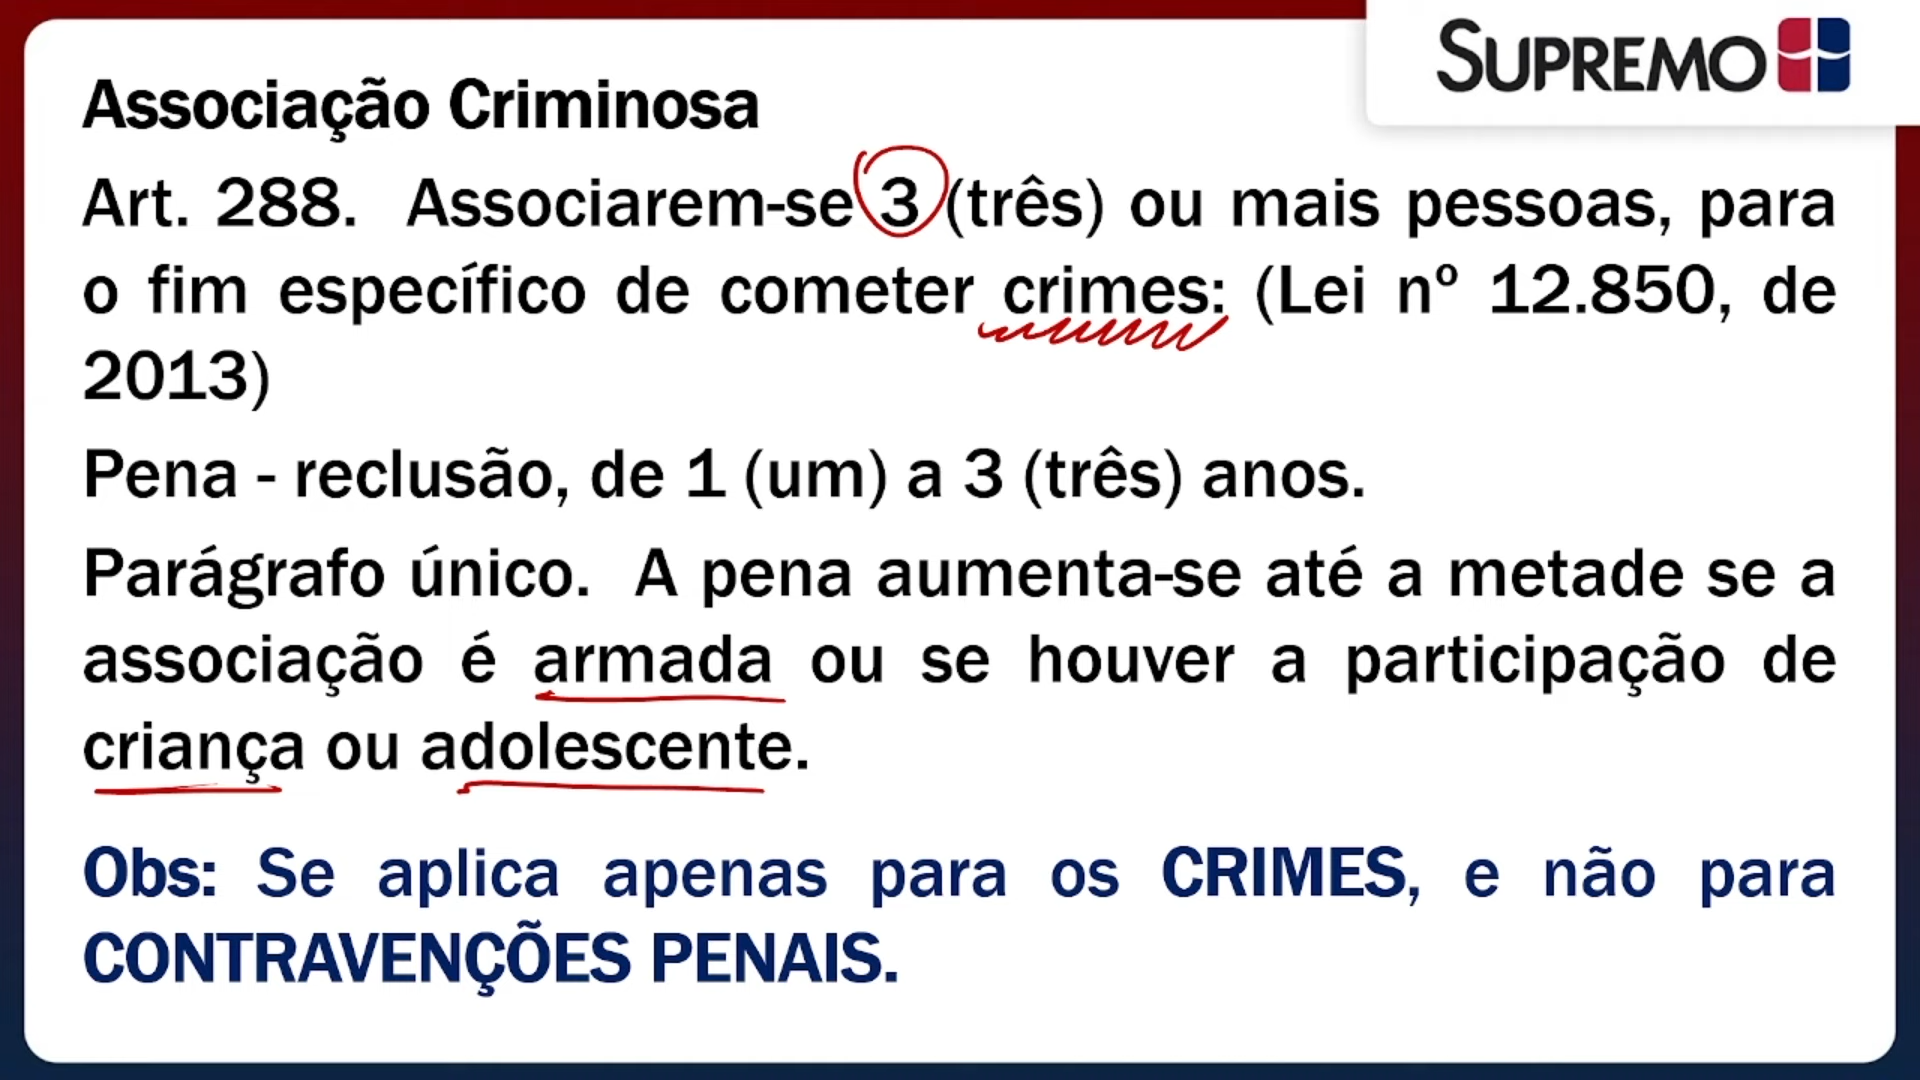 SUPREMO
Associação Criminosa
Art. 288. Associarem-se 3 (três) ou mais pessoas, para
o fim específico de cometer crimes: (Lei nº 12.850, de
2013)
Pena - reclusão, de 1 (um) a 3 (três) anos.
Parágrafo único. A pena aumenta-se até a metade se a
associação é armada ou se houver a participação de
criança ou adolescente.
Obs: Se aplica apenas para os CRIMES, e não para
CONTRAVENÇÕES PENAIS.